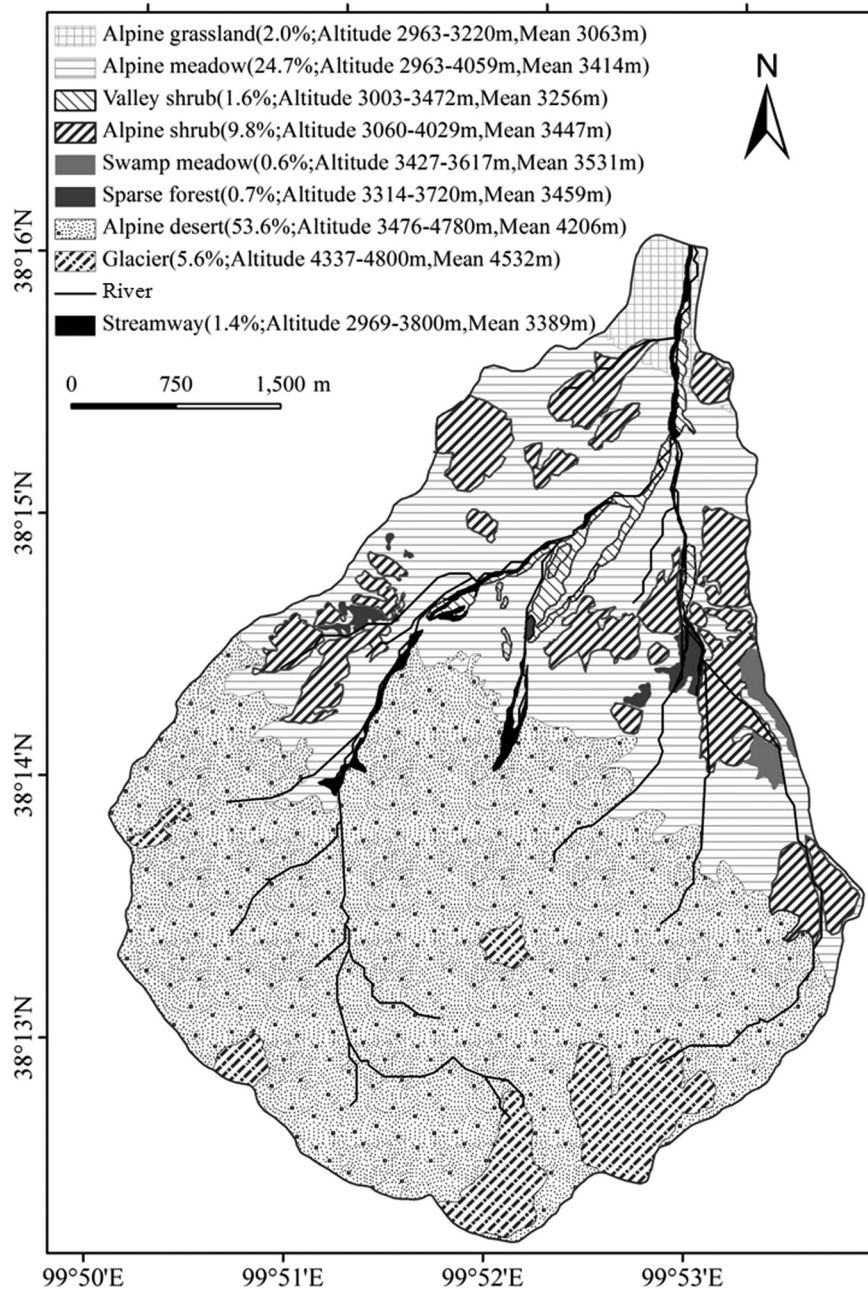 Alpine grassland(2.0%;Altitude 2963-3220m,Mean 3063m)
Alpine meadow(24.7%;Altitude 2963-4059m,Mean 3414m)
Valley shrub(1.6%;Altitude 3003-3472m,Mean 3256m)
Alpine shrub(9.8%;Altitude 3060-4029m,Mean 3447m)
Swamp meadow(0.6%;Altitude 3427-3617m,Mean 3531m)
Sparse forest(0.7%;Altitude 3314-3720m,Mean 3459m)
Alpine desert(53.6%;Altitude 3476-4780m,Mean 4206m)
Glacier(5.6%;Altitude 4337-4800m,Mean 4532m)
River
Streamway(1.4%;Altitude 2969-3800m,Mean 3389m)
N
0 750 1,500 m
38°16'N
38°15'N
38°14'N
38°13'N
99°50'E 99°51'E 99°52'E 99°53'E